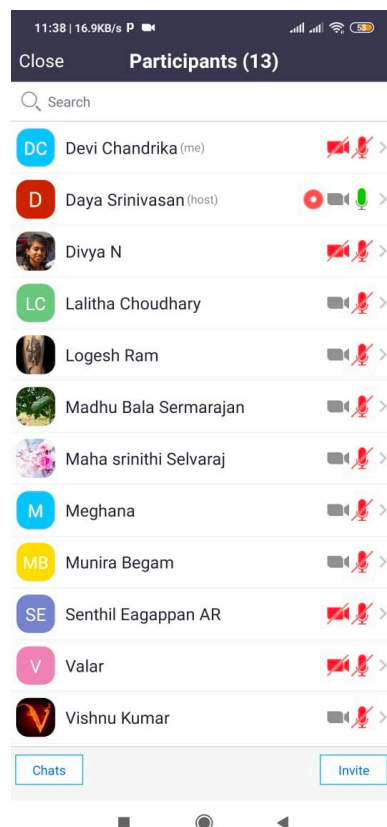 11:38 | 16.9KB/s P 58
Close Participants (13)
Search
DC Devi Chandrika (me)
D Daya Srinivasan (host)
Divya N
LC Lalitha Choudhary
Logesh Ram
Madhu Bala Sermarajan
Maha srinithi Selvaraj
M Meghana
MB Munira Begam
SE Senthil Eagappan AR
V Valar
V Vishnu Kumar
Chats Invite